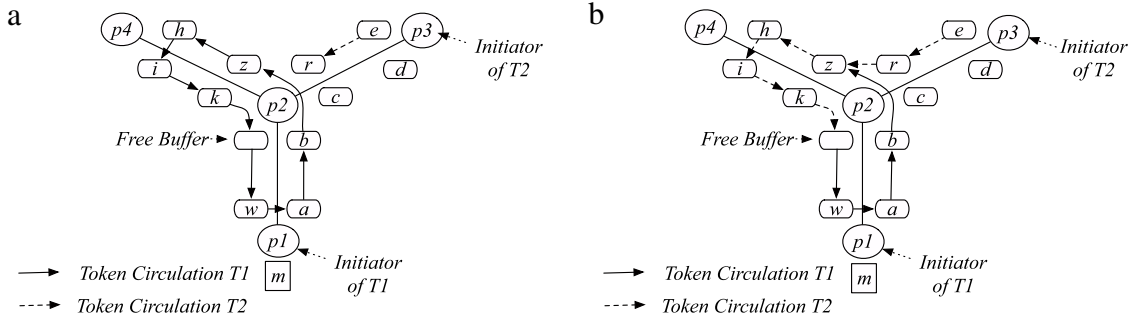 a
p4
h
e
p3
Initiator
of T2
z
r
i
d
k
p2
c
Free Buffer
b
w
a
p1
Initiator
of T1
m
Token Circulation T1
Token Circulation T2
b
p4
h
e
p3
Initiator
of T2
z
r
i
d
k
p2
c
Free Buffer
b
w
a
p1
Initiator
of T1
m
Token Circulation T1
Token Circulation T2